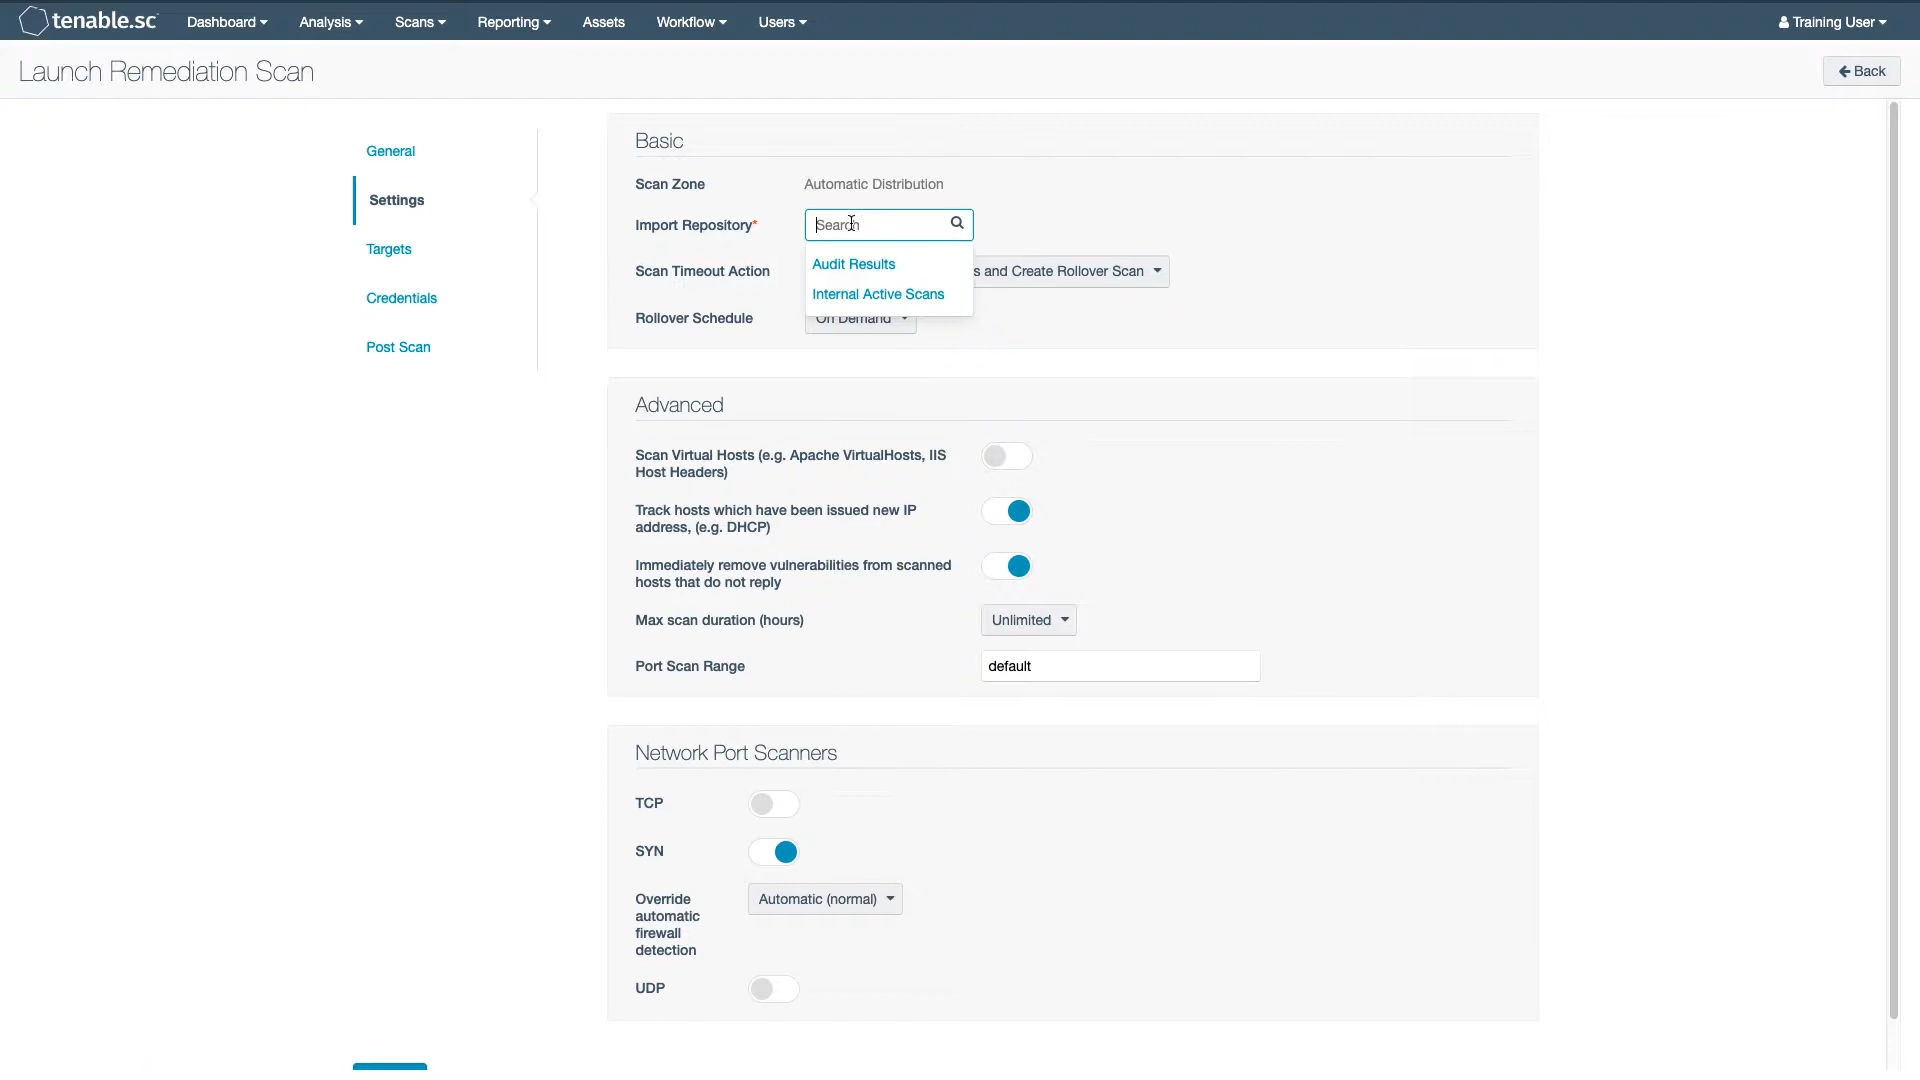 tenable.sc
Dashboard
Analysis
Scans
Reporting
Assets
Workflow
Users
Training User
Launch Remediation Scan
Back
General
Settings
Targets
Credentials
Post Scan
Basic
Scan Zone
Automatic Distribution
Import Repository*
Search
Audit Results
Internal Active Scans
Scan Timeout Action
s and Create Rollover Scan
Rollover Schedule
On Demand
Advanced
Scan Virtual Hosts (e.g. Apache VirtualHosts, IIS
Host Headers)
Track hosts which have been issued new IP
address, (e.g. DHCP)
Immediately remove vulnerabilities from scanned
hosts that do not reply
Max scan duration (hours)
Unlimited
Port Scan Range
default
Network Port Scanners
TCP
SYN
Override
automatic
firewall
detection
Automatic (normal)
UDP